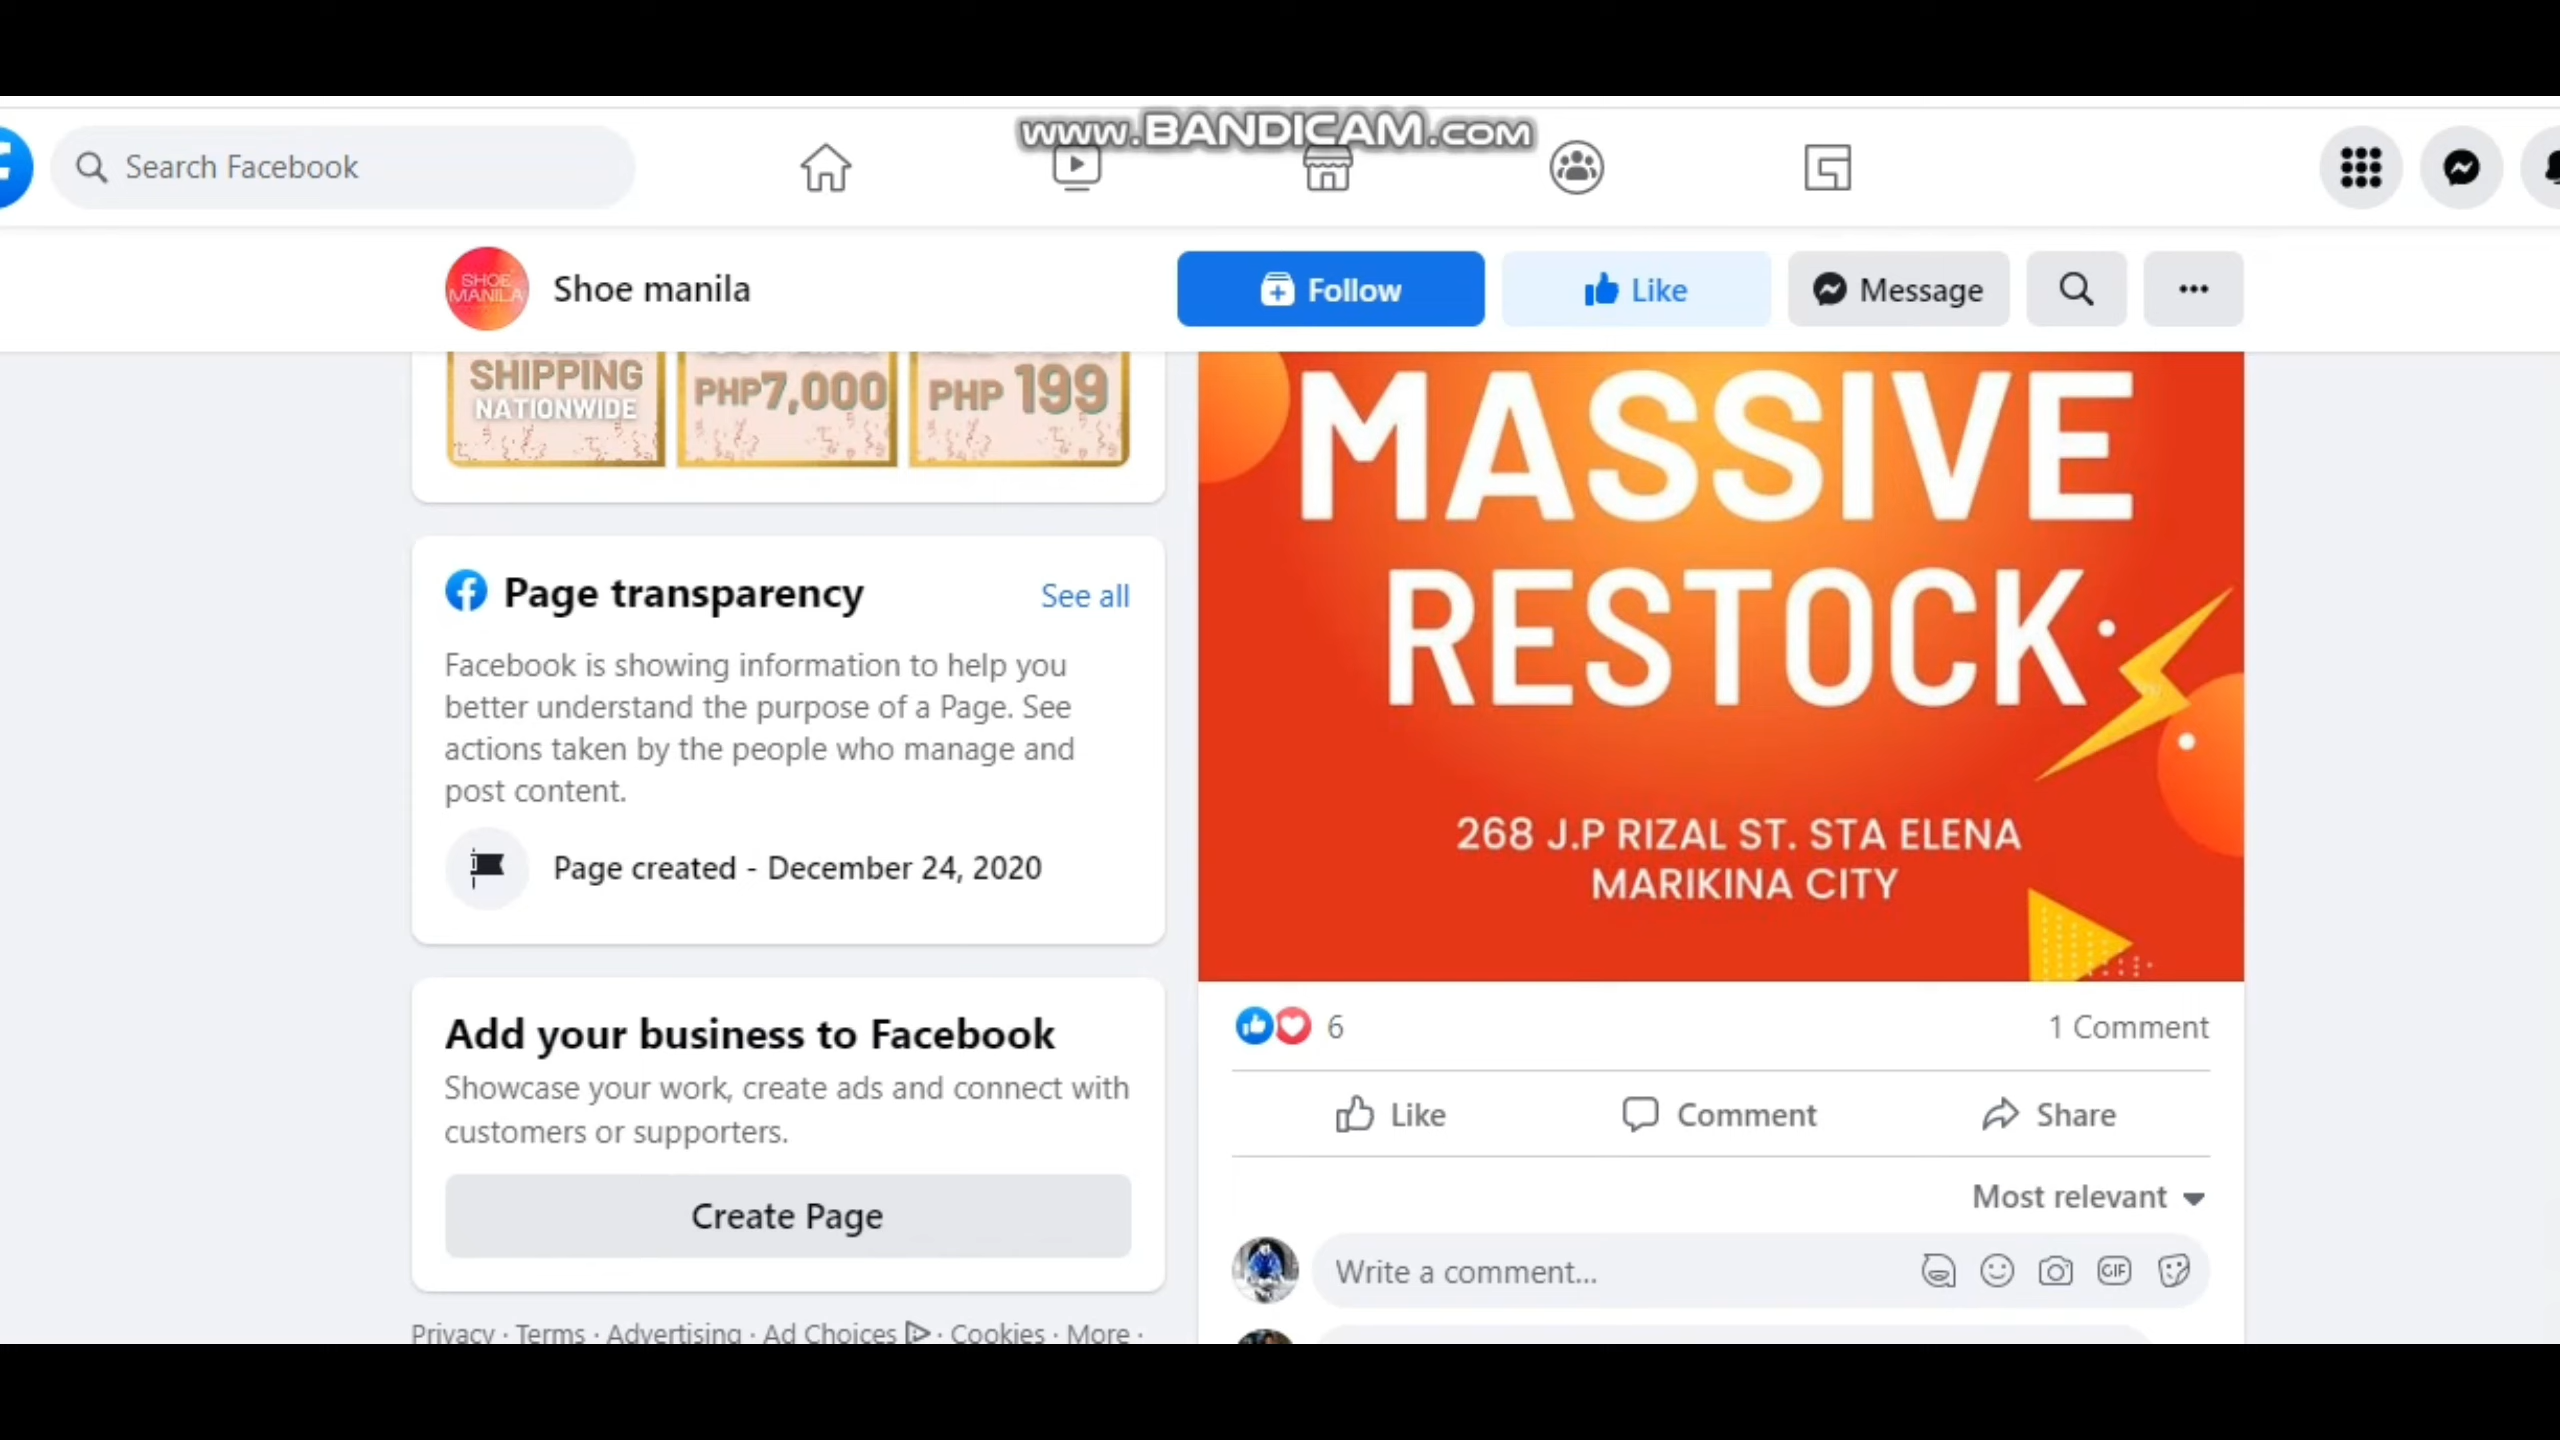 www.BANDICAM.com
Search Facebook
SHOE
MANILA
Shoe manila
Follow
Like
Message
SHIPPING
NATIONWIDE
PHP7,000
PHP 199
MASSIVE
RESTOCK
268 J.P RIZAL ST. STA ELENA
MARIKINA CITY
Page transparency
See all
Facebook is showing information to help you
better understand the purpose of a Page. See
actions taken by the people who manage and
post content.
Page created - December 24, 2020
Add your business to Facebook
Showcase your work, create ads and connect with
customers or supporters.
Create Page
Privacy · Terms · Advertising · Ad Choices · Cookies · More ·
6
1 Comment
Like
Comment
Share
Most relevant
Write a comment...
GIF